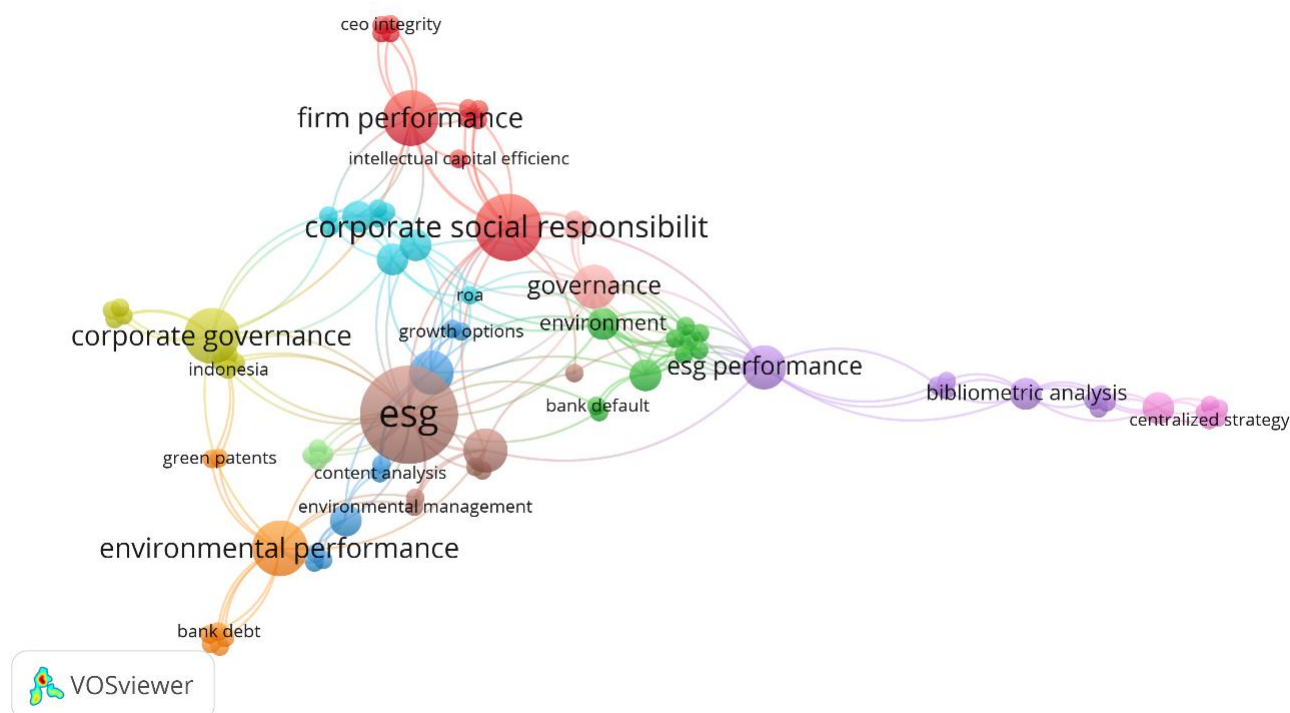 ceo integrity
firm performance
intellectual capital efficienc
corporate social responsibilit
governance
roa
environment
growth options
corporate governance
indonesia
esg performance
bibliometric analysis
bank default
esg
centralized strategy
green patents
content analysis
environmental management
environmental performance
bank debt
VOSviewer